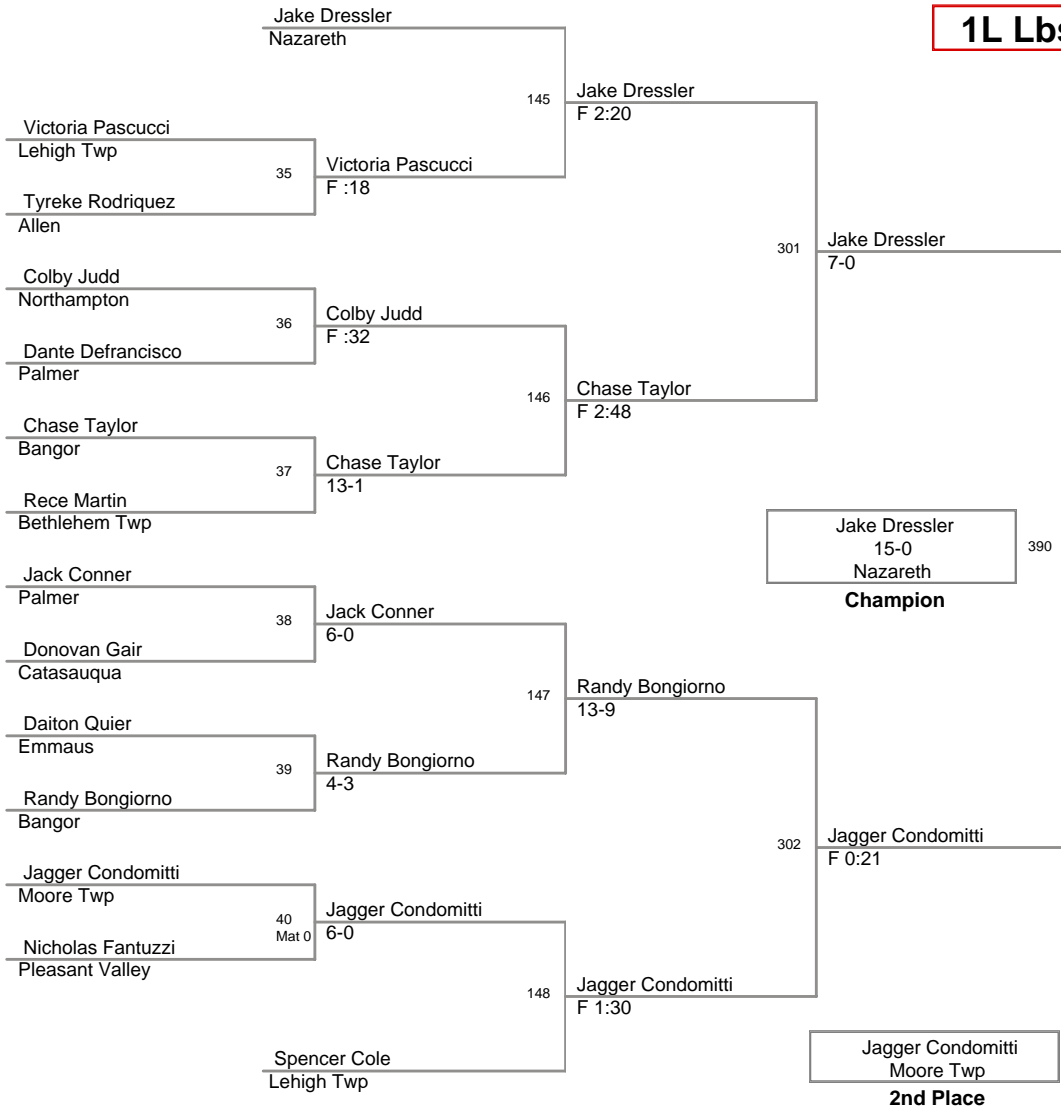 Jake Dressler
Nazareth
1L Lbs
145
Jake Dressler
F 2:20
Victoria Pascucci
Lehigh Twp
35
Victoria Pascucci
F :18
Tyreke Rodriquez
Allen
301
Jake Dressler
7-0
Colby Judd
Northampton
36
Colby Judd
F :32
Dante Defrancisco
Palmer
146
Chase Taylor
F 2:48
Chase Taylor
Bangor
37
Chase Taylor
13-1
Rece Martin
Bethlehem Twp
Jake Dressler
15-0
Nazareth
390
Champion
Jack Conner
Palmer
38
Jack Conner
6-0
Donovan Gair
Catasauqua
147
Randy Bongiorno
13-9
Daiton Quier
Emmaus
39
Randy Bongiorno
4-3
Randy Bongiorno
Bangor
302
Jagger Condomitti
F 0:21
Jagger Condomitti
Moore Twp
40
Mat 0
Jagger Condomitti
6-0
Nicholas Fantuzzi
Pleasant Valley
148
Jagger Condomitti
F 1:30
Spencer Cole
Lehigh Twp
Jagger Condomitti
Moore Twp
2nd Place